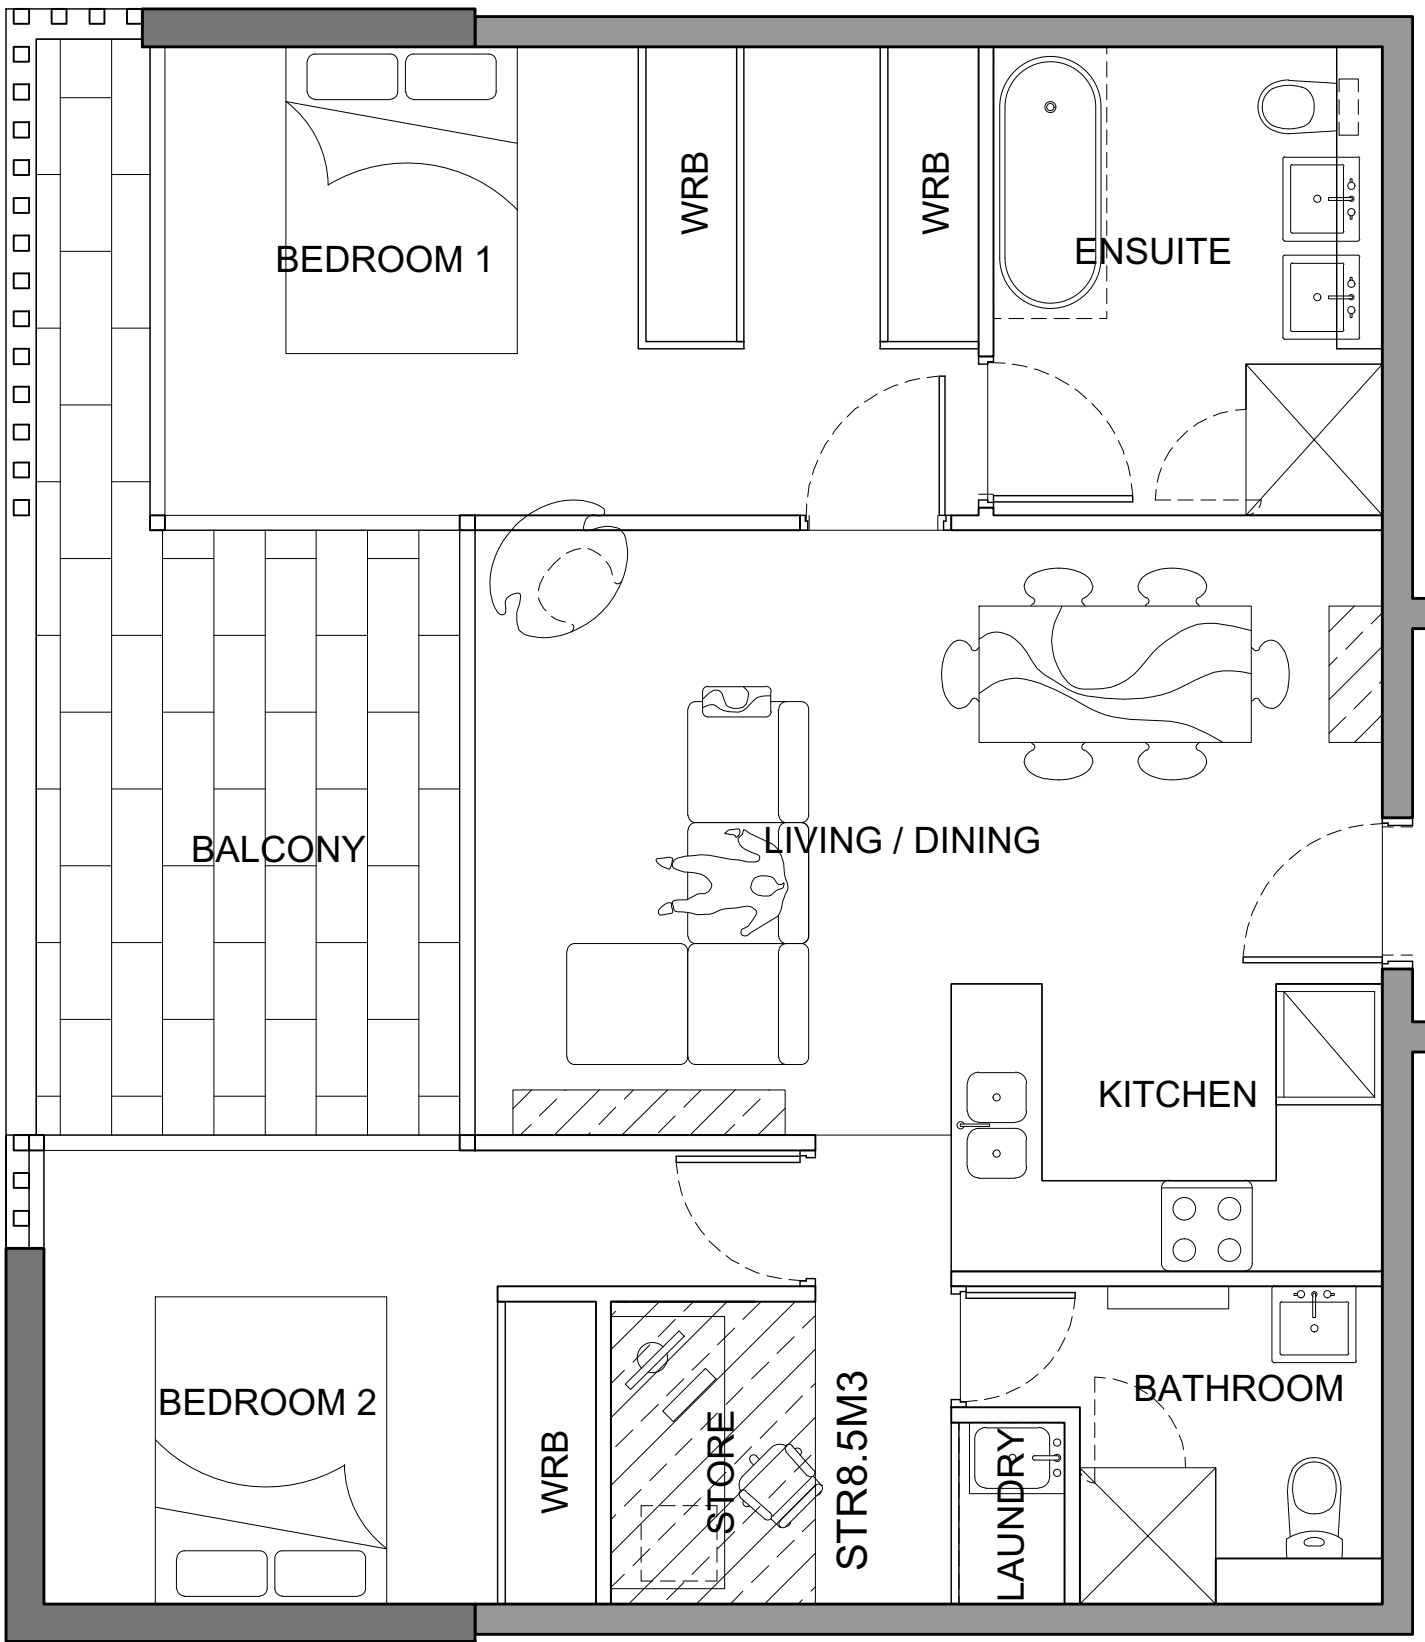 WRB
WRB
ENSUITE
BEDROOM 1
LIVING / DINING
BALCONY
KITCHEN
BATHROOM
BEDROOM 2
WRB
STORE
STR8.5M3
LAUNDRY